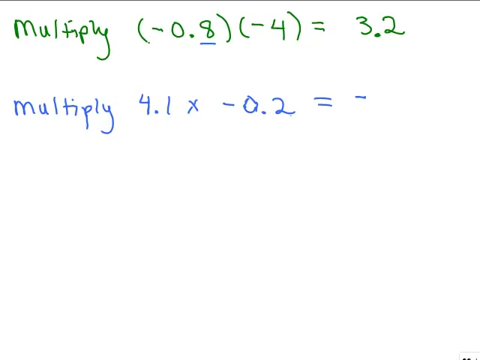 Multiply (-0.8)(-4) = 3.2
multiply 4.1 x -0.2 = -